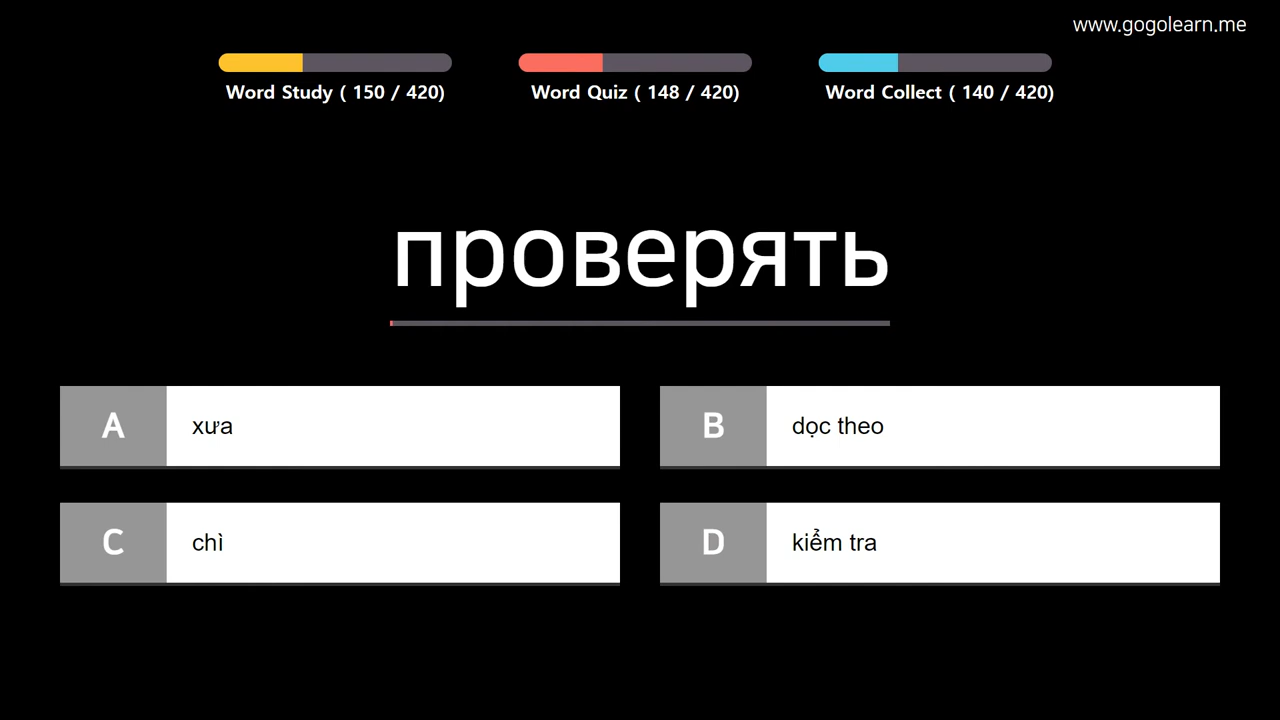 www.gogolearn.me
Word Study ( 150 / 420)
Word Quiz ( 148 / 420)
Word Collect ( 140 / 420)
проверять
A
xưa
B
dọc theo
C
chì
D
kiểm tra